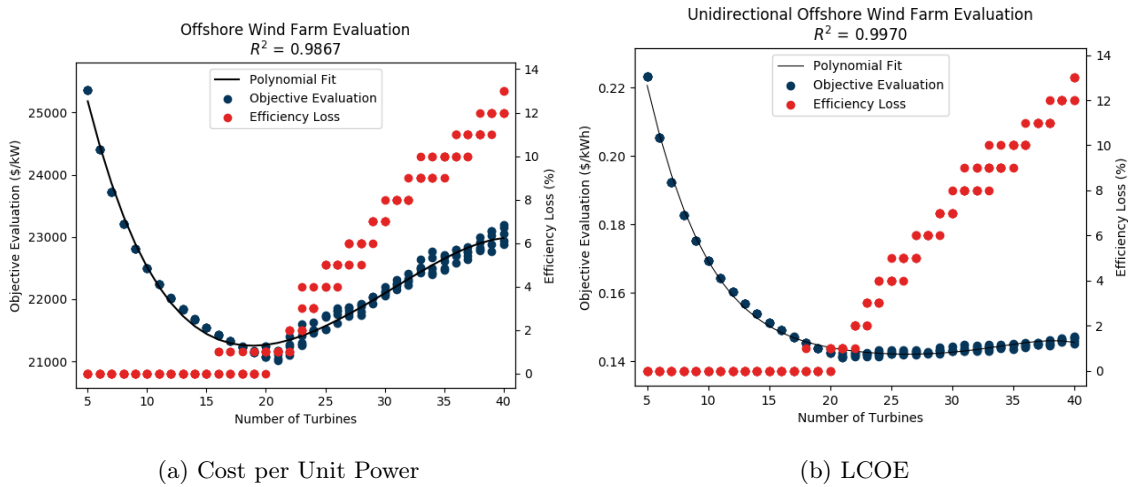 Offshore Wind Farm Evaluation
R² = 0.9867
Polynomial Fit
Objective Evaluation
Efficiency Loss
Objective Evaluation ($/kW)
25000
24000
23000
22000
21000
14
12
10
8
6
4
2
0
Efficiency Loss (%)
5 10 15 20 25 30 35 40
Number of Turbines
(a) Cost per Unit Power
Unidirectional Offshore Wind Farm Evaluation
R² = 0.9970
Polynomial Fit
Objective Evaluation
Efficiency Loss
Objective Evaluation ($/kWh)
0.22
0.20
0.18
0.16
0.14
14
12
10
8
6
4
2
0
Efficiency Loss (%)
5 10 15 20 25 30 35 40
Number of Turbines
(b) LCOE